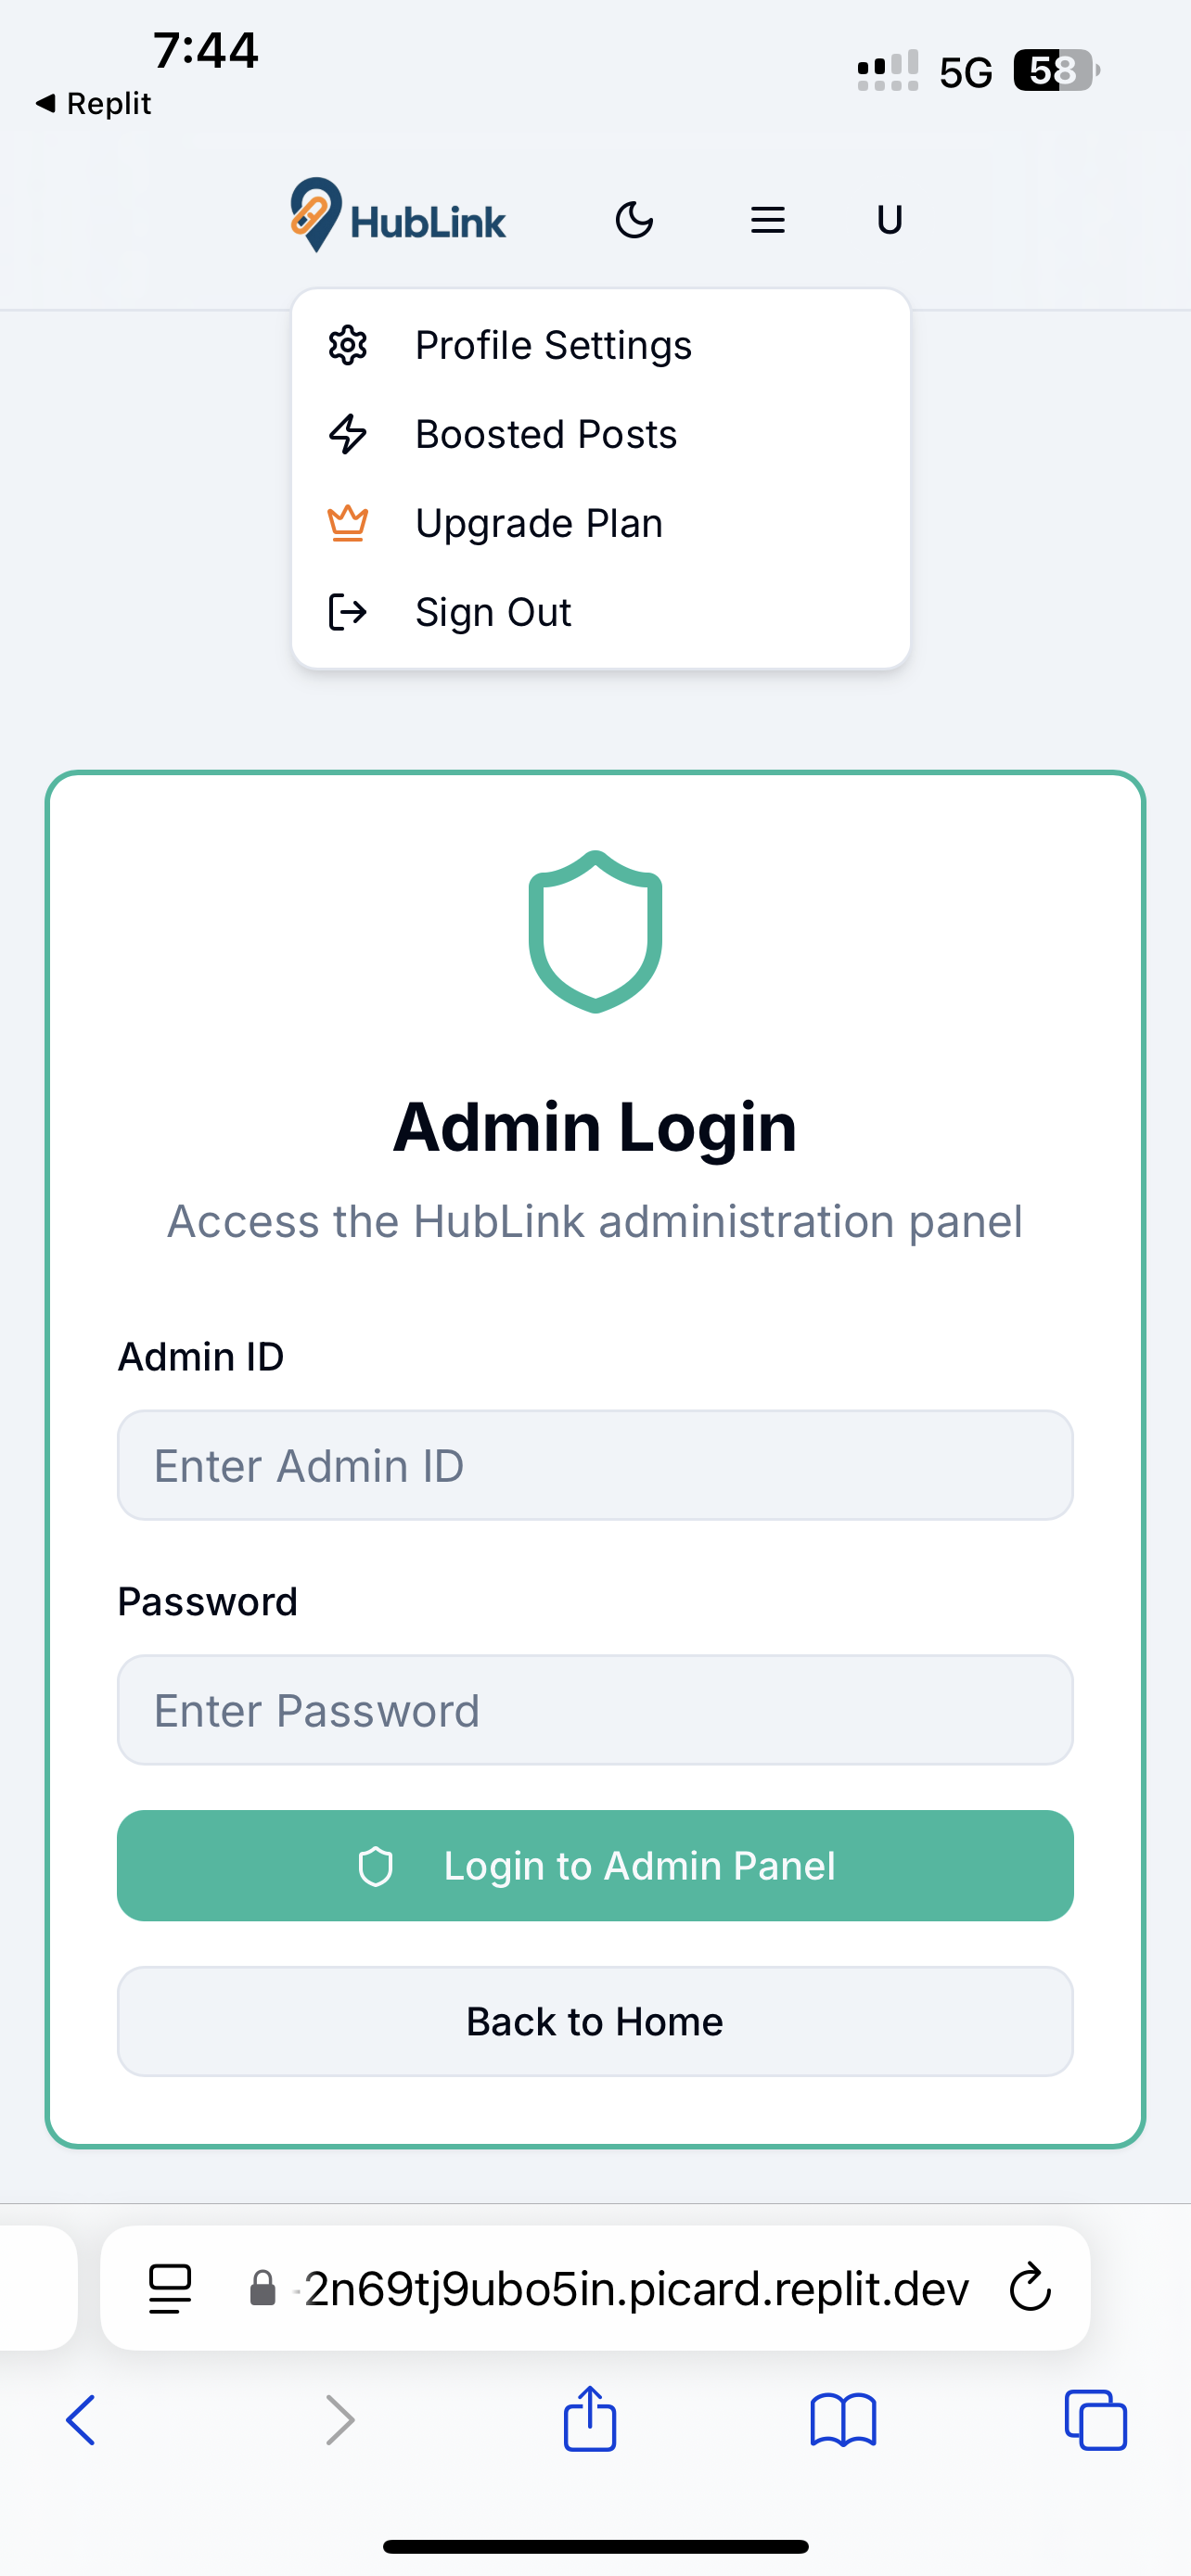 7:44
5G
58
◀ Replit
HubLink
U
Profile Settings
Boosted Posts
Upgrade Plan
Sign Out
Admin Login
Access the HubLink administration panel
Admin ID
Enter Admin ID
Password
Enter Password
Login to Admin Panel
Back to Home
-2n69tj9ubo5in.picard.replit.dev